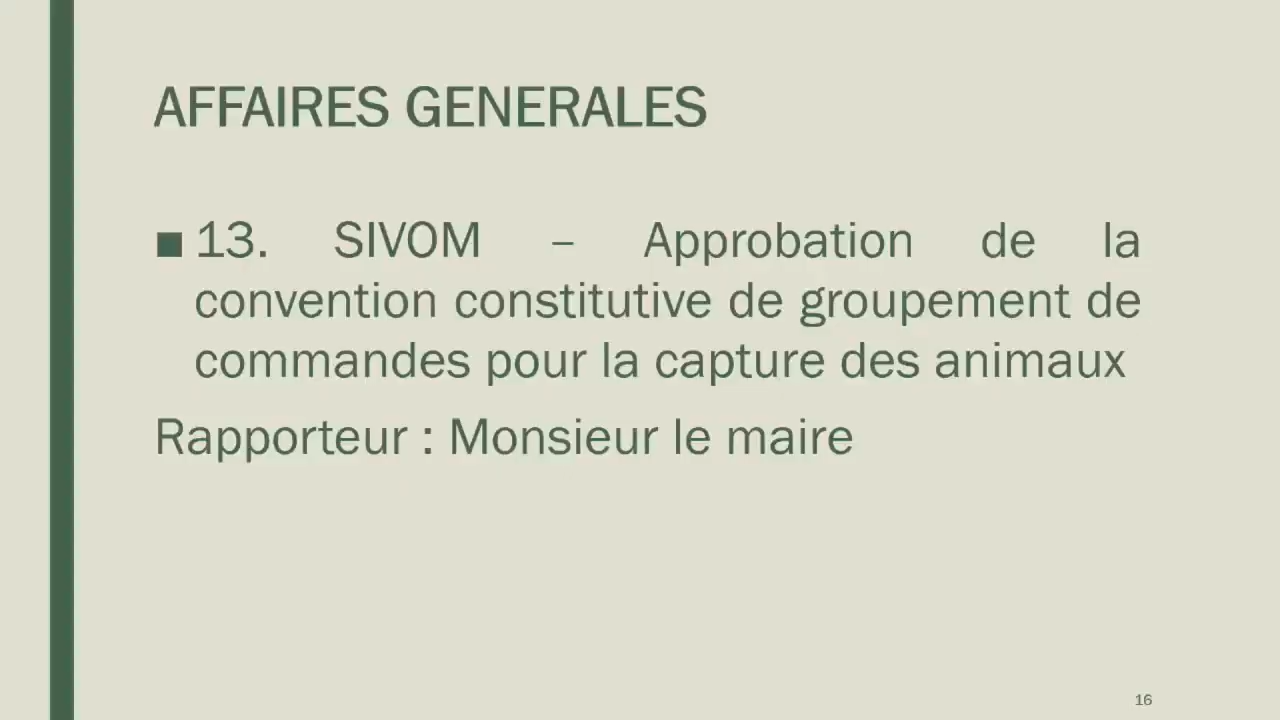 AFFAIRES GENERALES
■ 13. SIVOM – Approbation de la
convention constitutive de groupement de
commandes pour la capture des animaux
Rapporteur : Monsieur le maire
16